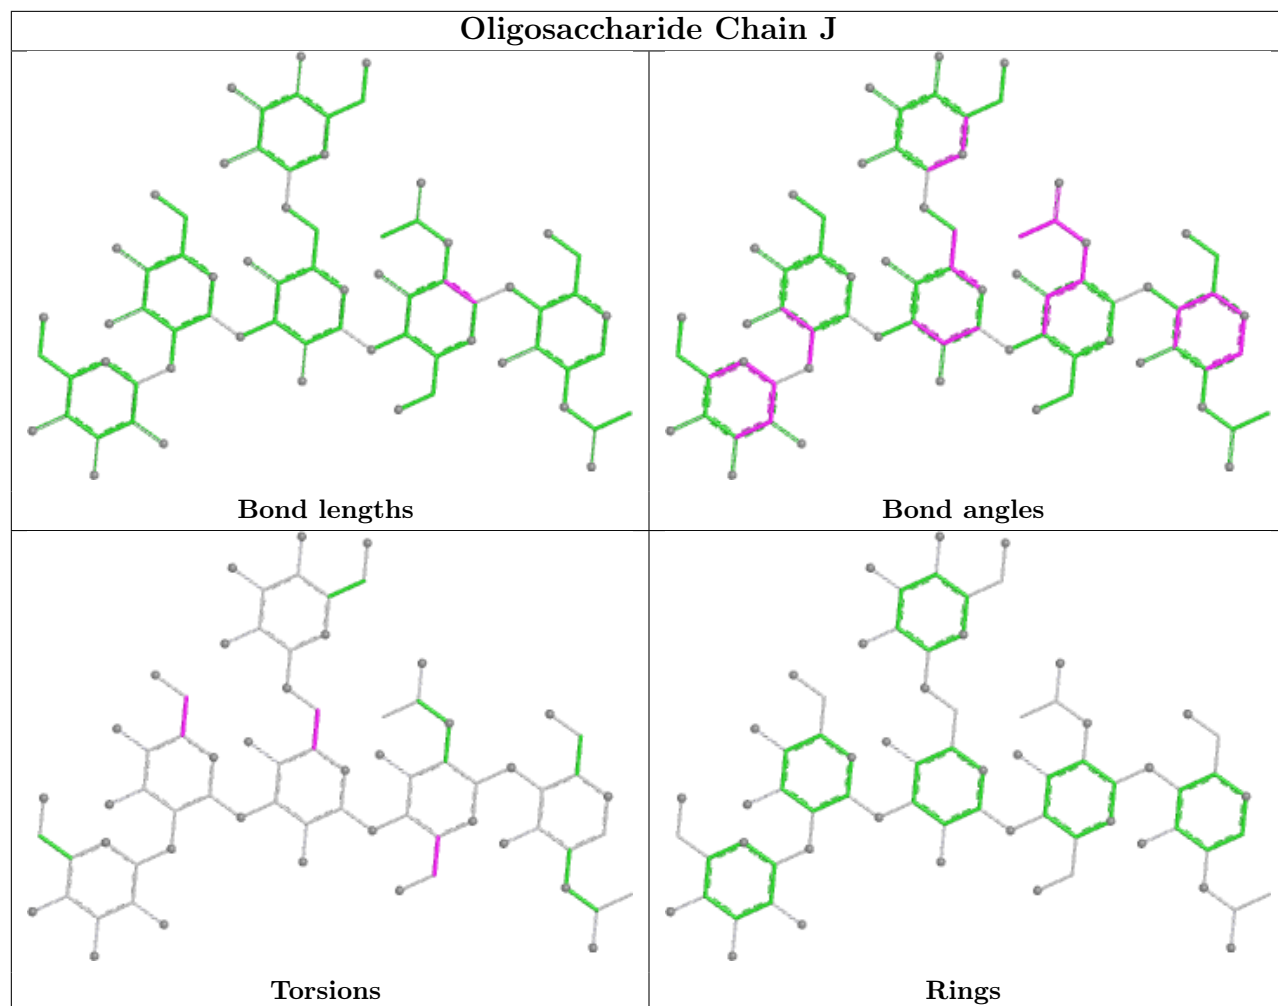 Oligosaccharide Chain J
Bond lengths
Bond angles
Torsions
Rings